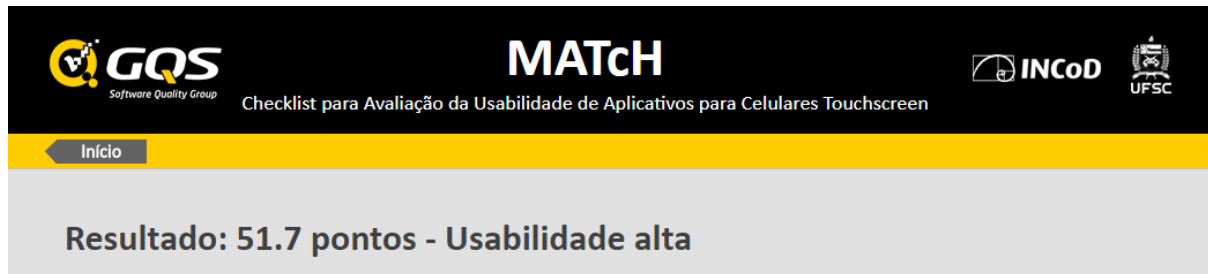 GQS
Software Quality Group
MATcH
Checklist para Avaliação da Usabilidade de Aplicativos para Celulares Touchscreen
INCoD
UFSC
Início
Resultado: 51.7 pontos - Usabilidade alta